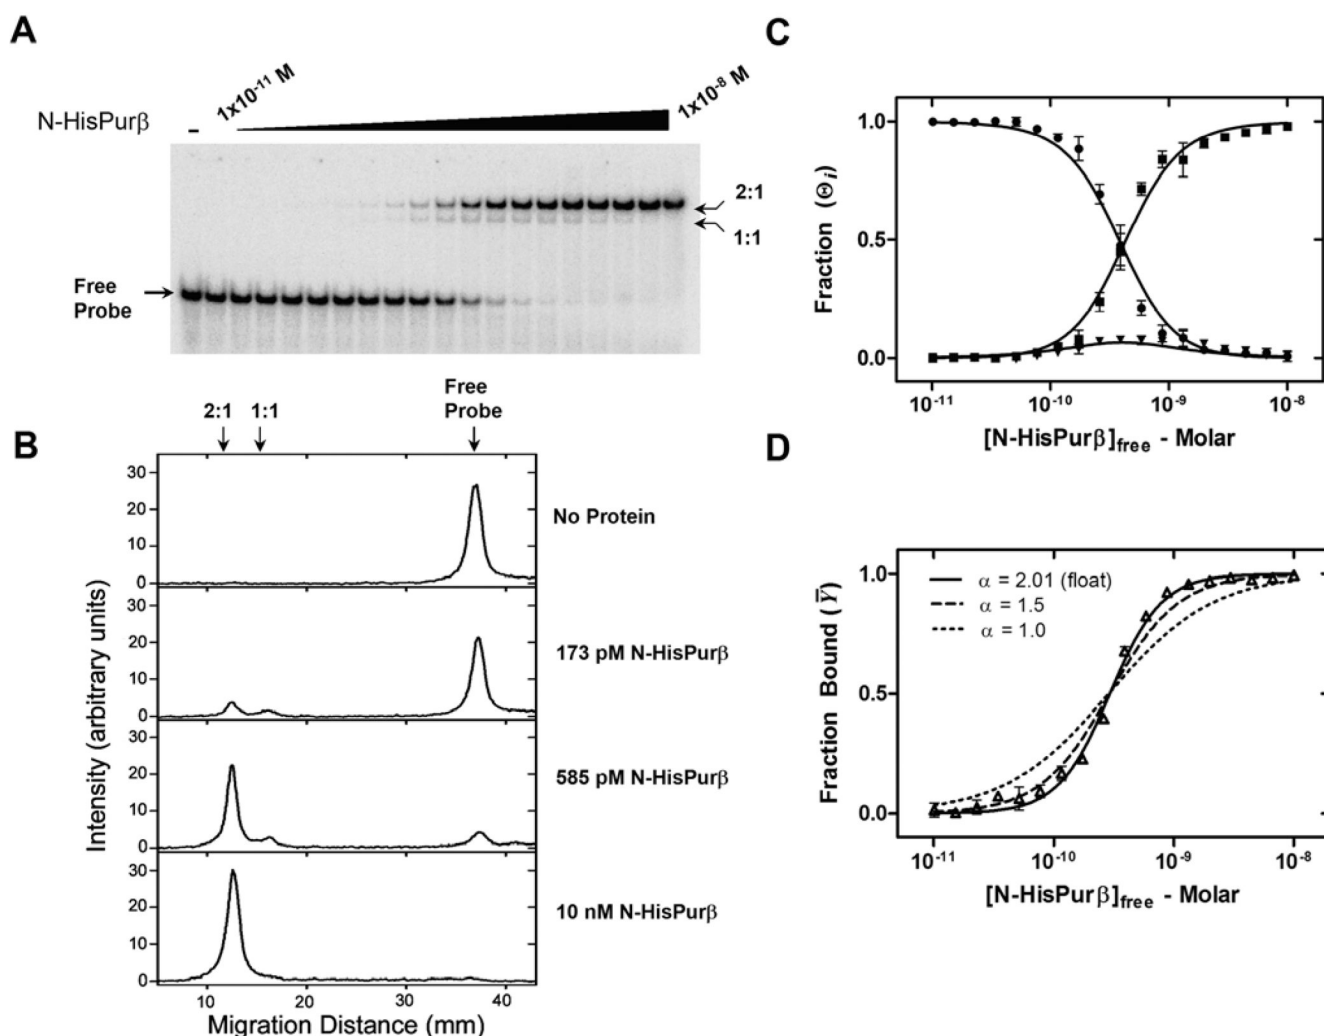 A
N-HisPurβ
-
1x10⁻¹¹ M
1x10⁻⁸ M
2:1
1:1
Free
Probe
B
2:1
1:1
Free
Probe
30
20
10
0
No Protein
30
20
10
0
173 pM N-HisPurβ
30
20
10
0
585 pM N-HisPurβ
30
20
10
0
10 nM N-HisPurβ
Intensity (arbitrary units)
10
20
30
40
Migration Distance (mm)
C
Fraction (Θᵢ)
1.0
0.5
0.0
10⁻¹¹
10⁻¹⁰
10⁻⁹
10⁻⁸
[N-HisPurβ]free - Molar
D
Fraction Bound (Y̅)
1.0
0.5
0.0
α = 2.01 (float)
α = 1.5
α = 1.0
10⁻¹¹
10⁻¹⁰
10⁻⁹
10⁻⁸
[N-HisPurβ]free - Molar